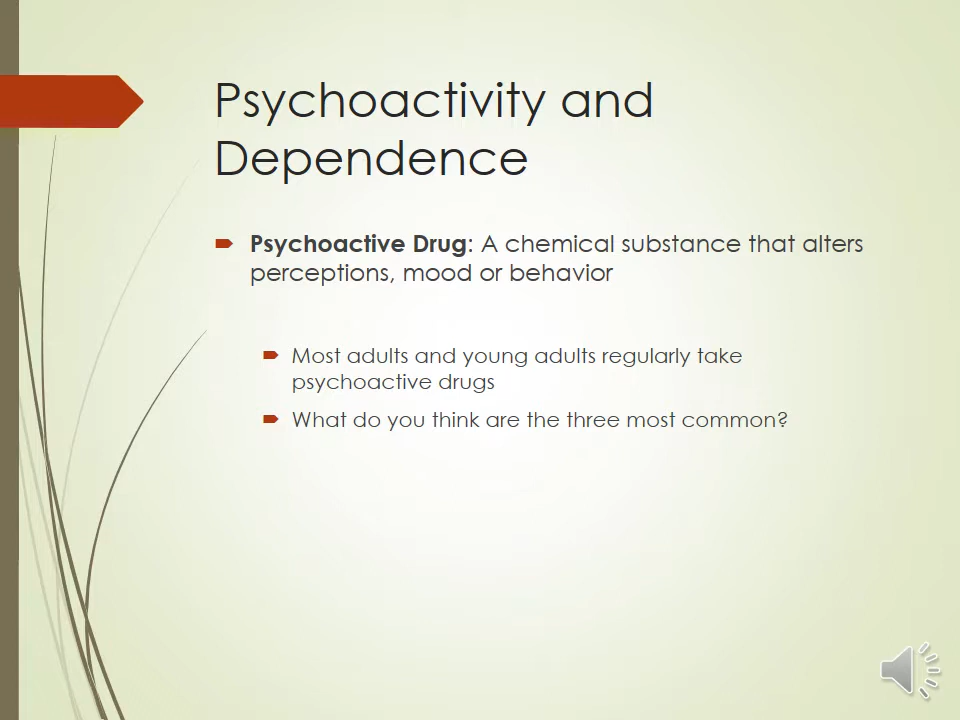 Psychoactivity and
Dependence
Psychoactive Drug: A chemical substance that alters
perceptions, mood or behavior
Most adults and young adults regularly take
psychoactive drugs
What do you think are the three most common?